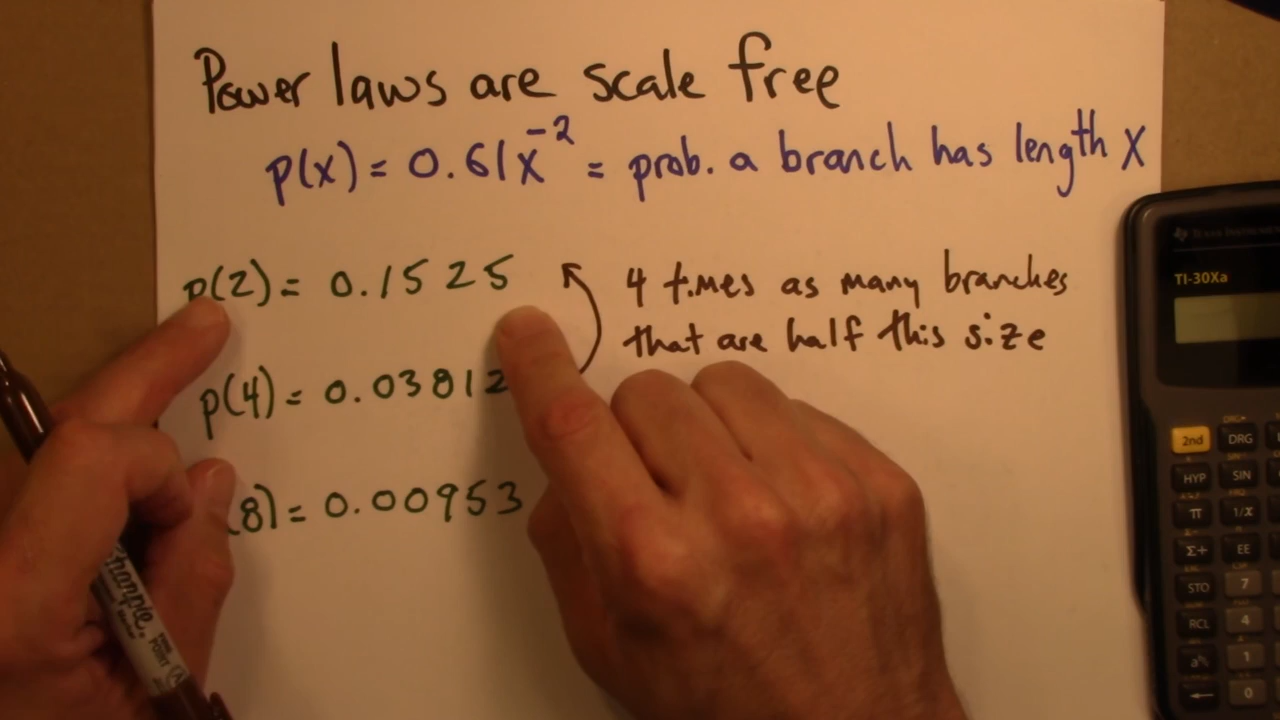 Power laws are scale free
p(x) = 0.61x⁻² = prob. a branch has length x
p(2) = 0.1525
4 times as many branches
that are half this size
p(4) = 0.03812
(8) = 0.00953
TI-30Xa
2nd DRG
HYP SIN
π 1/x
Σ+ EE
STO 7
RCL 4
1
← 0
Sharpie.